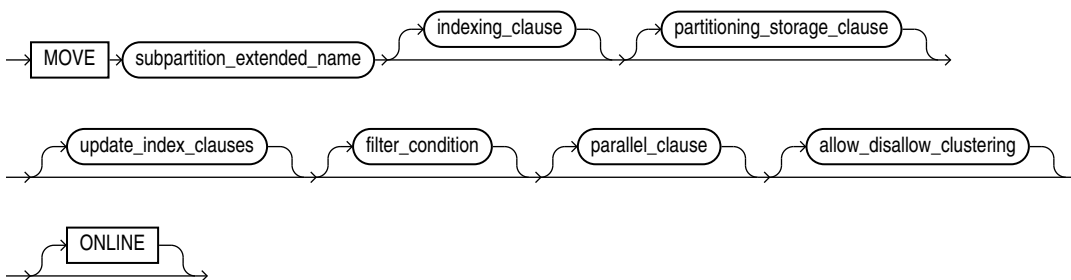 MOVE subpartition_extended_name indexing_clause partitioning_storage_clause
update_index_clauses filter_condition parallel_clause allow_disallow_clustering
ONLINE